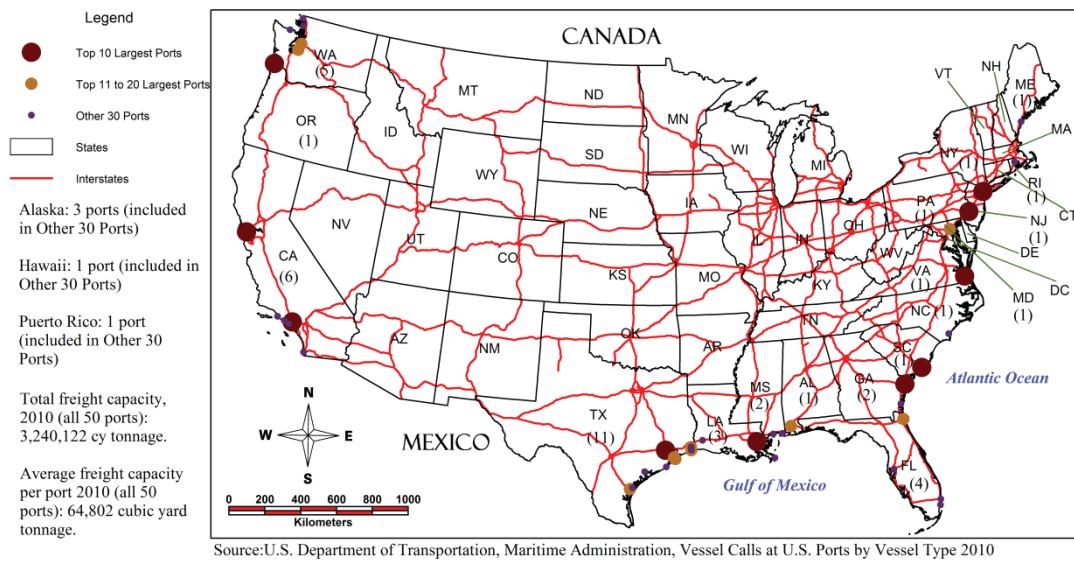 Legend
Top 10 Largest Ports
Top 11 to 20 Largest Ports
Other 30 Ports
States
Interstates
Alaska: 3 ports (included
in Other 30 Ports)
Hawaii: 1 port (included in
Other 30 Ports)
Puerto Rico: 1 port
(included in Other 30
Ports)
Total freight capacity,
2010 (all 50 ports):
3,240,122 cy tonnage.
Average freight capacity
per port 2010 (all 50
ports): 64,802 cubic yard
tonnage.
CANADA
MEXICO
Atlantic Ocean
Gulf of Mexico
WA
(5)
OR
(1)
CA
(6)
ID
NV
MT
WY
UT
AZ
CO
NM
ND
SD
NE
KS
OK
TX
(11)
MN
IA
MO
AR
LA
(3)
WI
IL
MI
IN
OH
KY
TN
MS
(2)
AL
(1)
GA
(2)
FL
(4)
SC
(1)
NC (1)
VA
(1)
WV
PA
(1)
NY
(1)
VT
NH
ME
(1)
MA
RI
(1)
CT
NJ
(1)
DE
DC
MD
(1)
N
W E
S
0 200 400 600 800 1000
Kilometers
Source:U.S. Department of Transportation, Maritime Administration, Vessel Calls at U.S. Ports by Vessel Type 2010